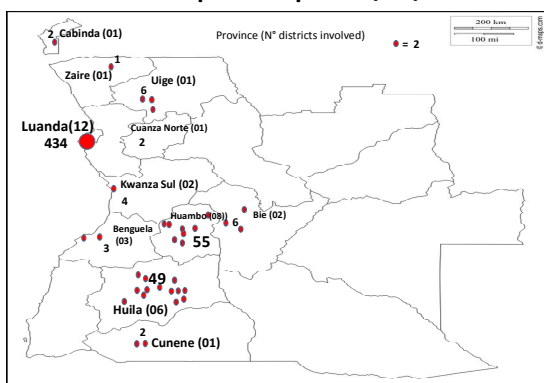 200 km
100 mi
© d-maps.com
Province (N° districts involved)
= 2
2 Cabinda (01)
1
Zaire (01)
Uige (01)
6
Luanda(12)
434
Cuanza Norte (01)
2
Kwanza Sul (02)
4
Benguela
(03)
3
Huambo (08))
55
Bie (02)
6
49
Huila (06)
2
Cunene (01)